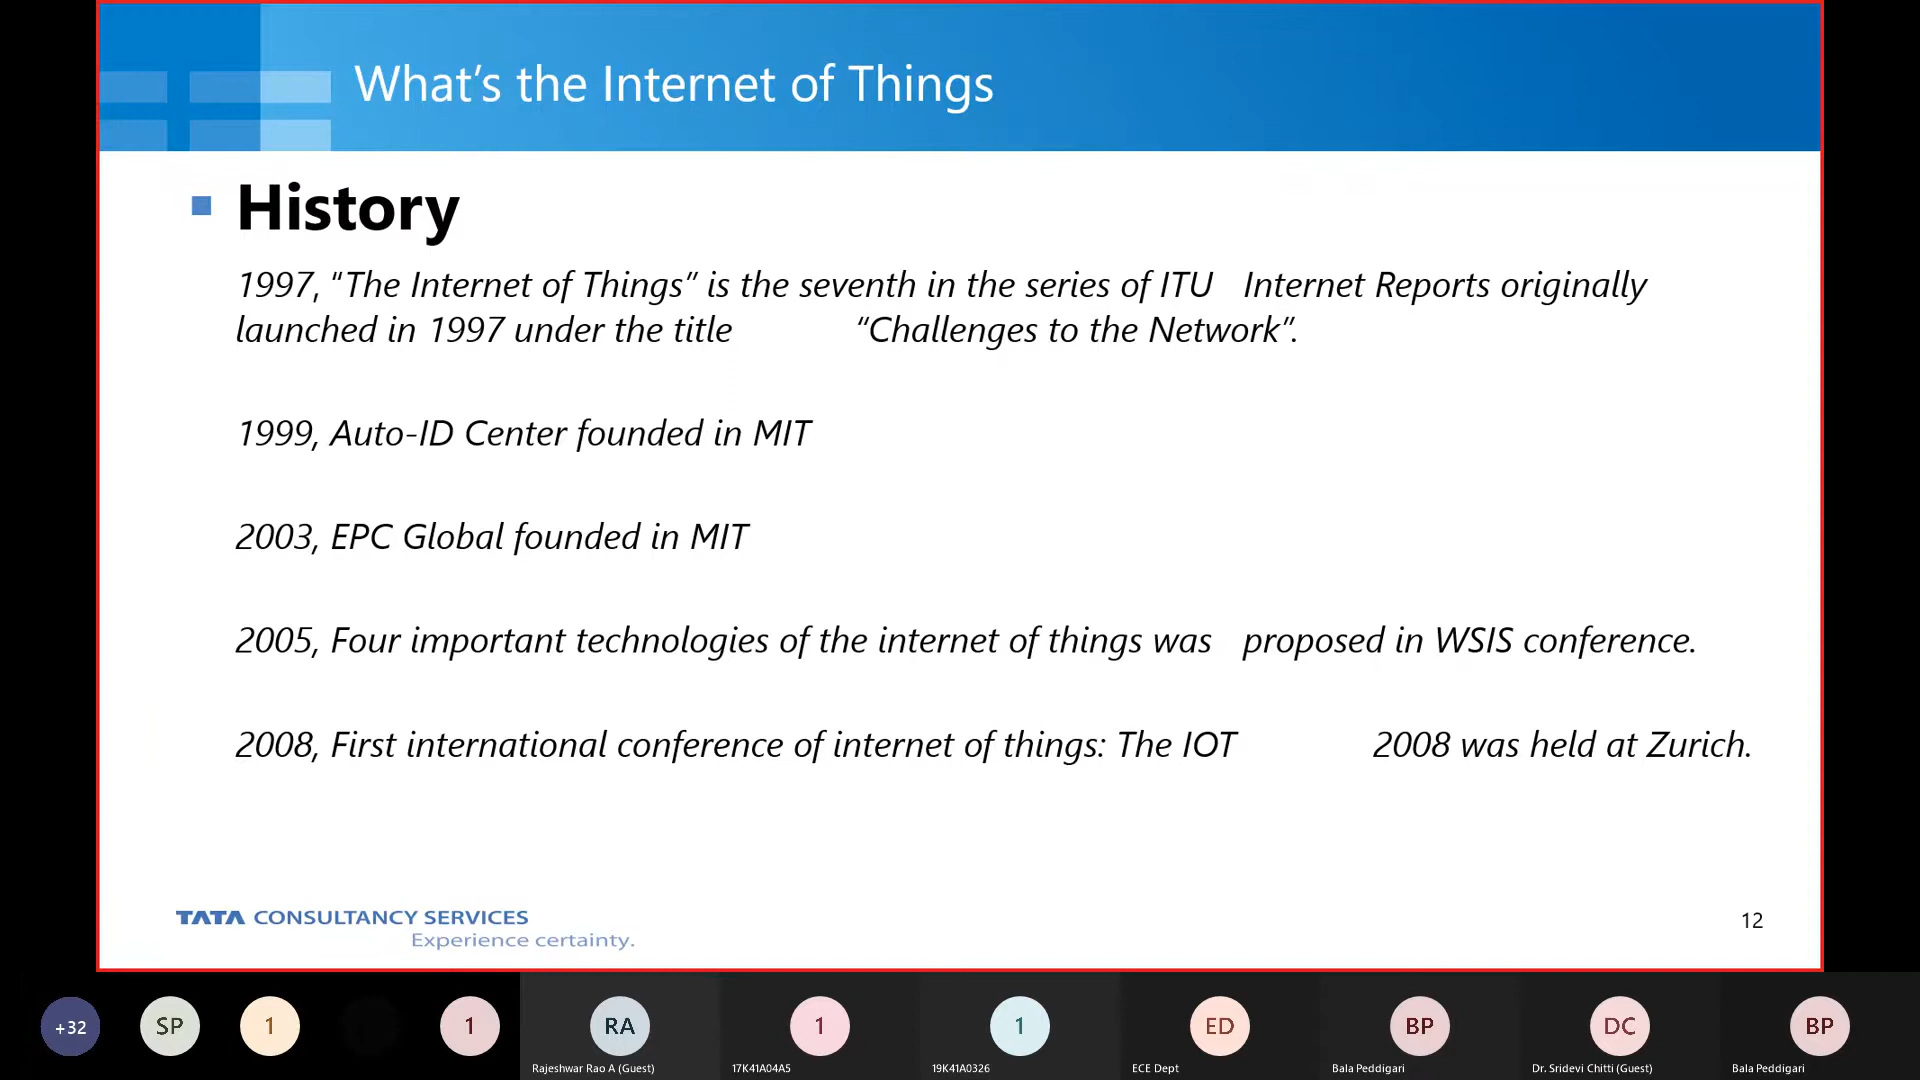 What's the Internet of Things
History
1997, “The Internet of Things” is the seventh in the series of ITU Internet Reports originally
launched in 1997 under the title “Challenges to the Network”.
1999, Auto-ID Center founded in MIT
2003, EPC Global founded in MIT
2005, Four important technologies of the internet of things was proposed in WSIS conference.
2008, First international conference of internet of things: The IOT 2008 was held at Zurich.
TATA CONSULTANCY SERVICES
Experience certainty.
12
+32 SP 1 1 RA 1 1 ED BP DC BP
Rajeshwar Rao A (Guest) 17K41A04A5 19K41A0326 ECE Dept Bala Peddigari Dr. Sridevi Chitti (Guest) Bala Peddigari